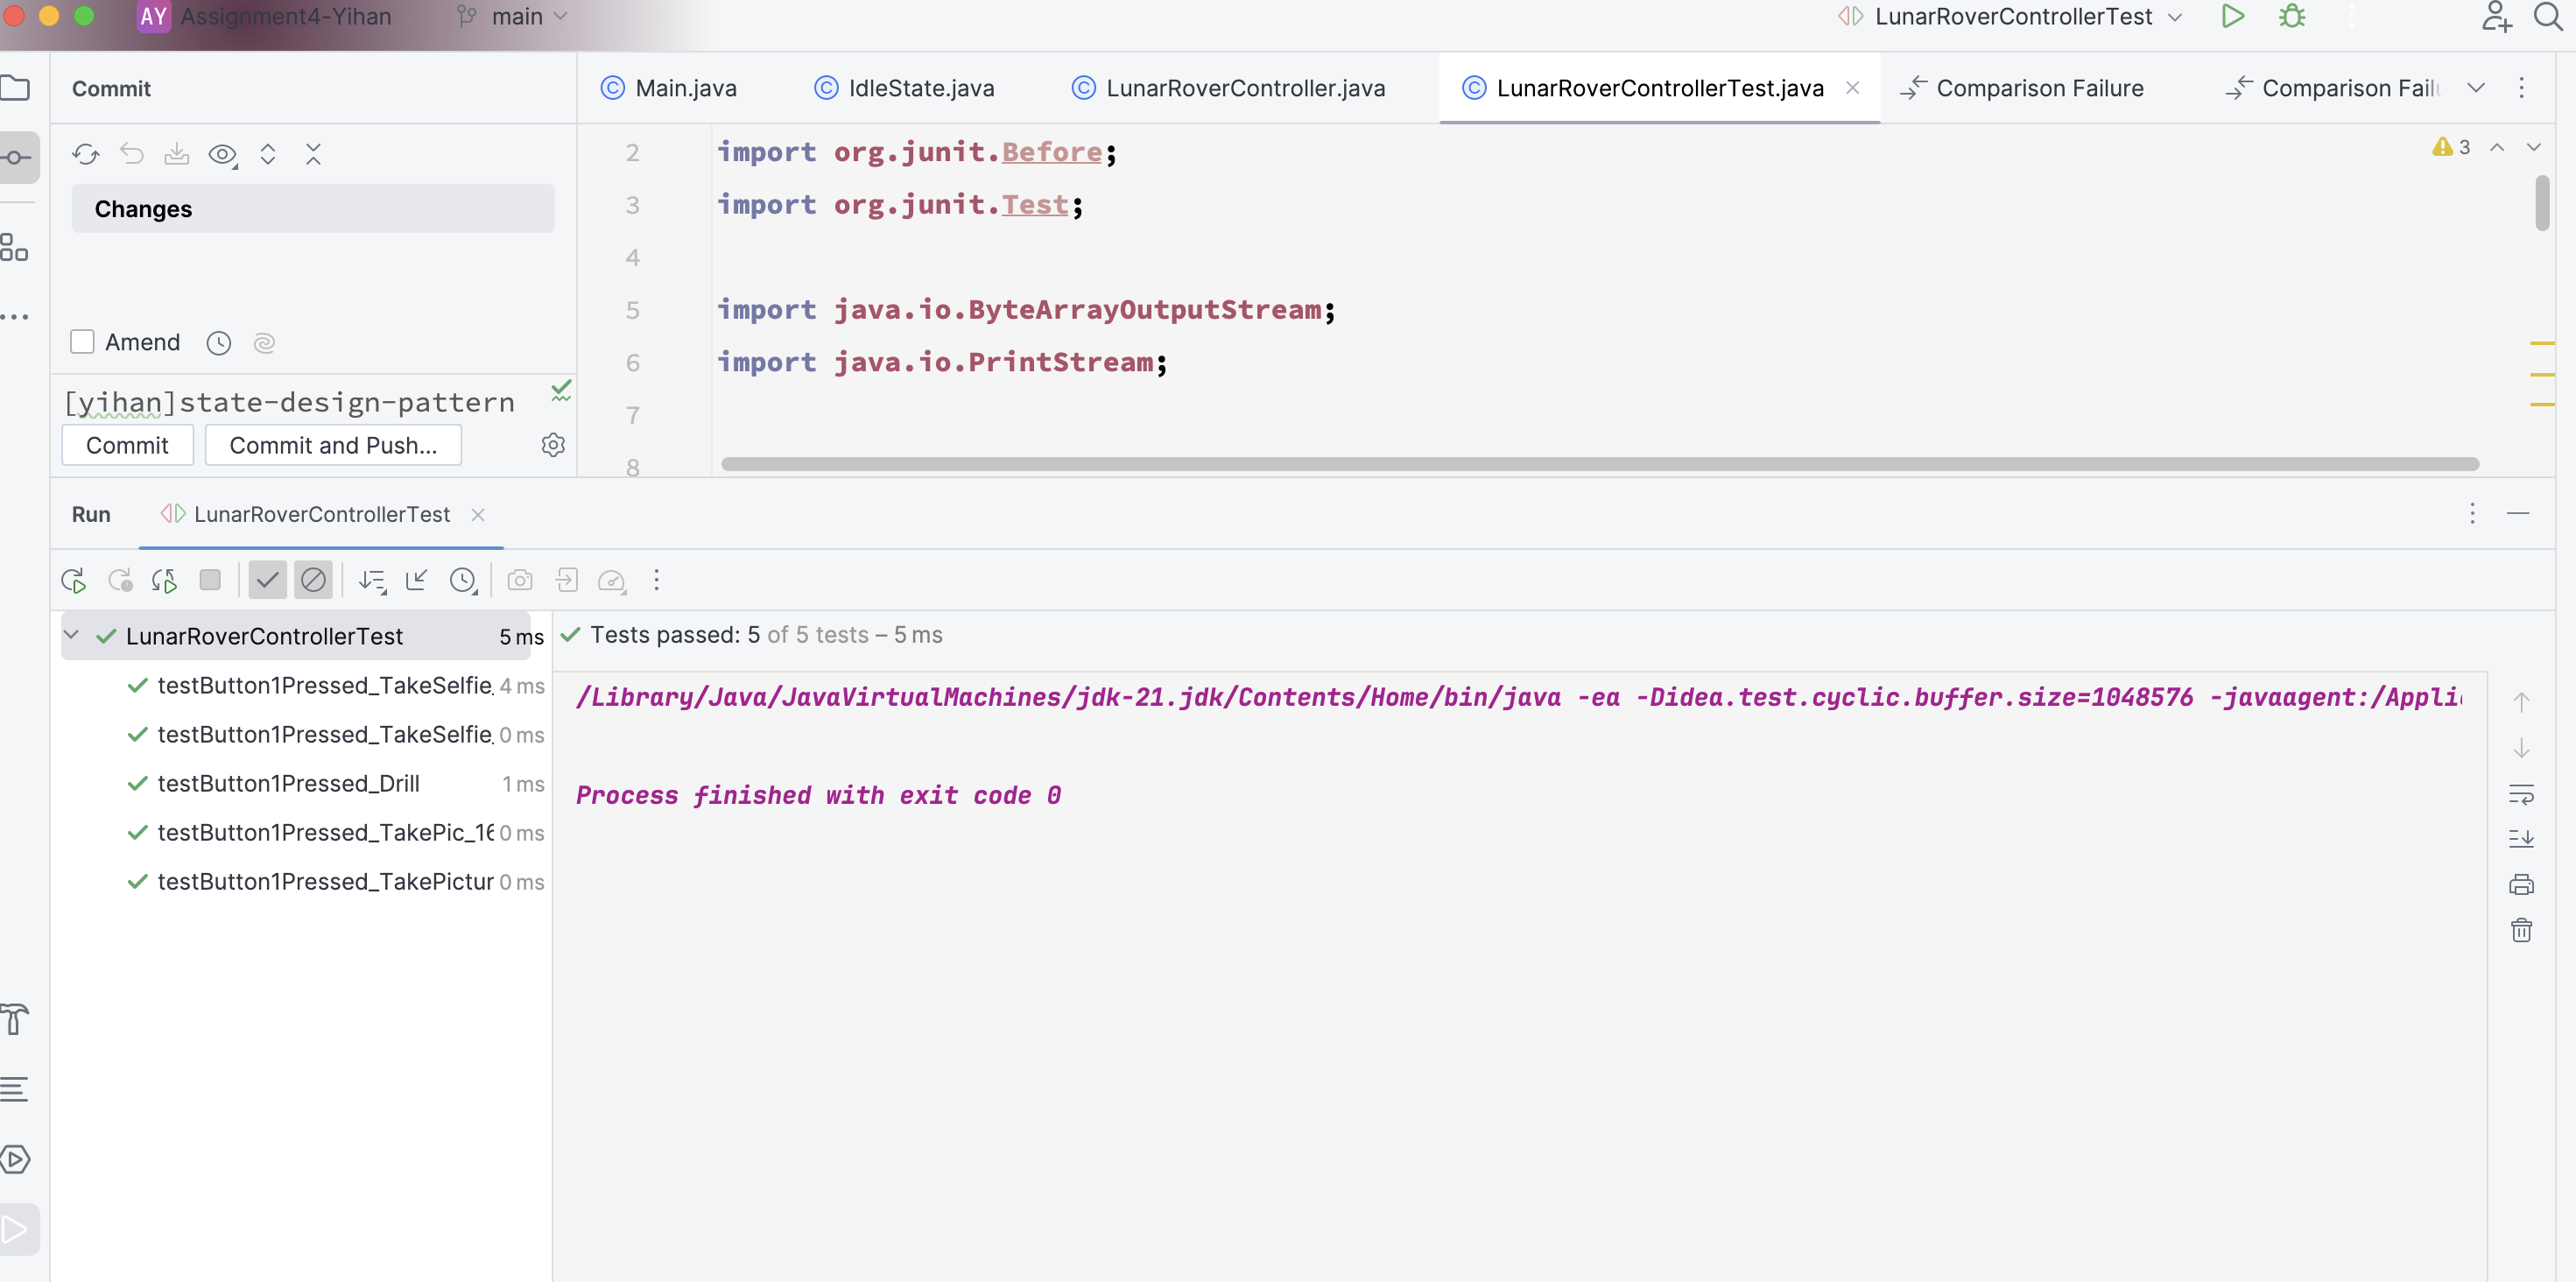 AY Assignment4-Yihan main LunarRoverControllerTest
Commit
Main.java IdleState.java LunarRoverController.java LunarRoverControllerTest.java Comparison Failure Comparison Fail
Changes
Amend
[yihan]state-design-pattern
Commit Commit and Push...
3
2 import org.junit.Before;
3 import org.junit.Test;
4
5 import java.io.ByteArrayOutputStream;
6 import java.io.PrintStream;
7
8
Run LunarRoverControllerTest
LunarRoverControllerTest 5 ms
testButton1Pressed_TakeSelfie_ 4 ms
testButton1Pressed_TakeSelfie_ 0 ms
testButton1Pressed_Drill 1 ms
testButton1Pressed_TakePic_16 0 ms
testButton1Pressed_TakePictur 0 ms
Tests passed: 5 of 5 tests – 5 ms
/Library/Java/JavaVirtualMachines/jdk-21.jdk/Contents/Home/bin/java -ea -Didea.test.cyclic.buffer.size=1048576 -javaagent:/Appli
Process finished with exit code 0